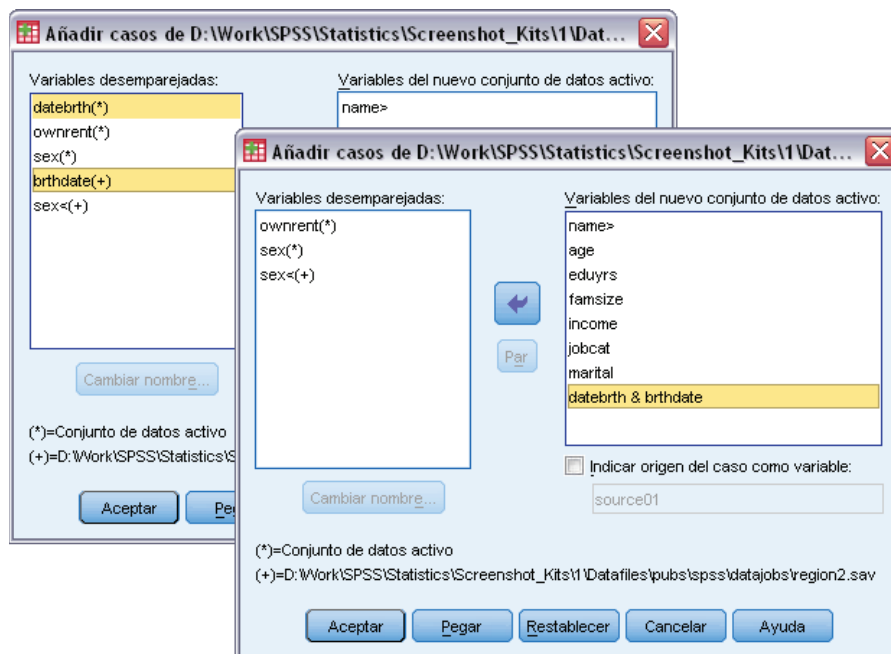 Añadir casos de D:\Work\SPSS\Statistics\Screenshot_Kits\1\Dat...
Variables desemparejadas:
datebrth(*)
ownrent(*)
sex(*)
brthdate(+)
sex<(+)
Cambiar nombre...
(*)=Conjunto de datos activo
(+)=D:\Work\SPSS\Statistics\S
Aceptar
Pe
Variables del nuevo conjunto de datos activo:
name>
Añadir casos de D:\Work\SPSS\Statistics\Screenshot_Kits\1\Dat...
Variables desemparejadas:
ownrent(*)
sex(*)
sex<(+)
Cambiar nombre...
Par
Variables del nuevo conjunto de datos activo:
name>
age
eduyrs
famsize
income
jobcat
marital
datebrth & brthdate
Indicar origen del caso como variable:
source01
(*)=Conjunto de datos activo
(+)=D:\Work\SPSS\Statistics\Screenshot_Kits\1\Datafiles\pubs\spss\datajobs\region2.sav
Aceptar
Pegar
Restablecer
Cancelar
Ayuda